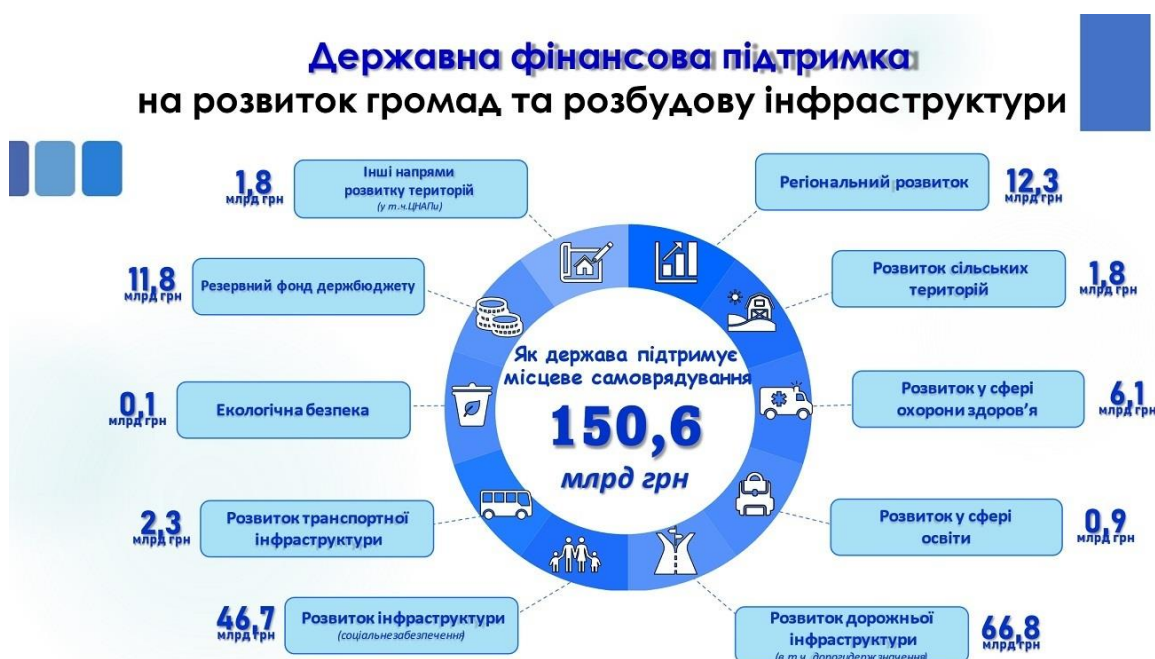 Державна фінансова підтримка
на розвиток громад та розбудову інфраструктури
1,8
млрд грн
Інші напрями
розвитку територій
(у т.ч.ЦНАПи)
Регіональний розвиток
12,3
млрд грн
11,8
млрд грн
Резервний фонд держбюджету
Розвиток сільських
територій
1,8
млрд грн
Як держава підтримує
місцеве самоврядування
150,6
млрд грн
0,1
млрд грн
Екологічна безпека
Розвиток у сфері
охорони здоров’я
6,1
млрд грн
2,3
млрд грн
Розвиток транспортної
інфраструктури
Розвиток у сфері
освіти
0,9
млрд грн
46,7
млрд грн
Розвиток інфраструктури
(соціальнезабезпечення)
Розвиток дорожньої
інфраструктури
(в т.ч. дорогидерж.значення)
66,8
млрд грн